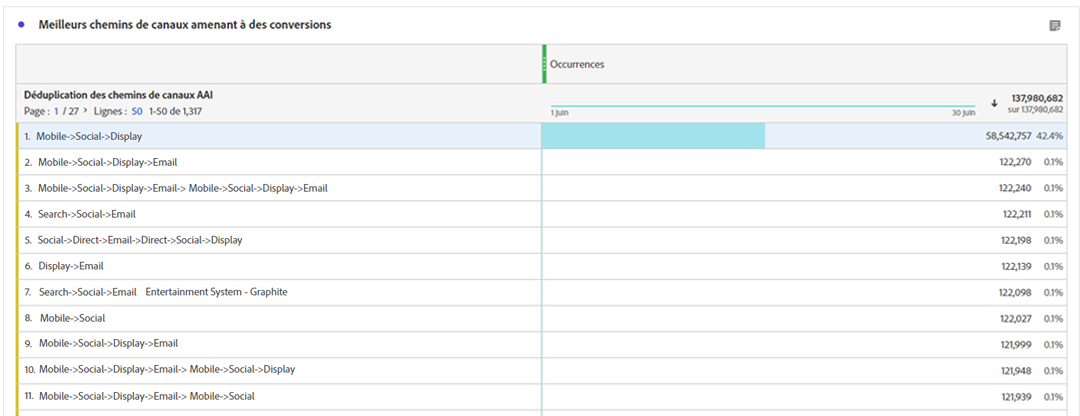 Meilleurs chemins de canaux amenant à des conversions
Occurrences
Déduplication des chemins de canaux AAI
Page : 1 / 27 > Lignes : 50 1-50 de 1,317
1 juin
30 juin
137,980,682
sur 137,980,682
1. Mobile->Social->Display 58,542,757 42.4%
2. Mobile->Social->Display->Email 122,270 0.1%
3. Mobile->Social->Display->Email-> Mobile->Social->Display->Email 122,240 0.1%
4. Search->Social->Email 122,211 0.1%
5. Social->Direct->Email->Direct->Social->Display 122,198 0.1%
6. Display->Email 122,139 0.1%
7. Search->Social->Email Entertainment System - Graphite 122,098 0.1%
8. Mobile->Social 122,027 0.1%
9. Mobile->Social->Display->Email 121,999 0.1%
10. Mobile->Social->Display->Email-> Mobile->Social->Display 121,948 0.1%
11. Mobile->Social->Display->Email-> Mobile->Social 121,939 0.1%